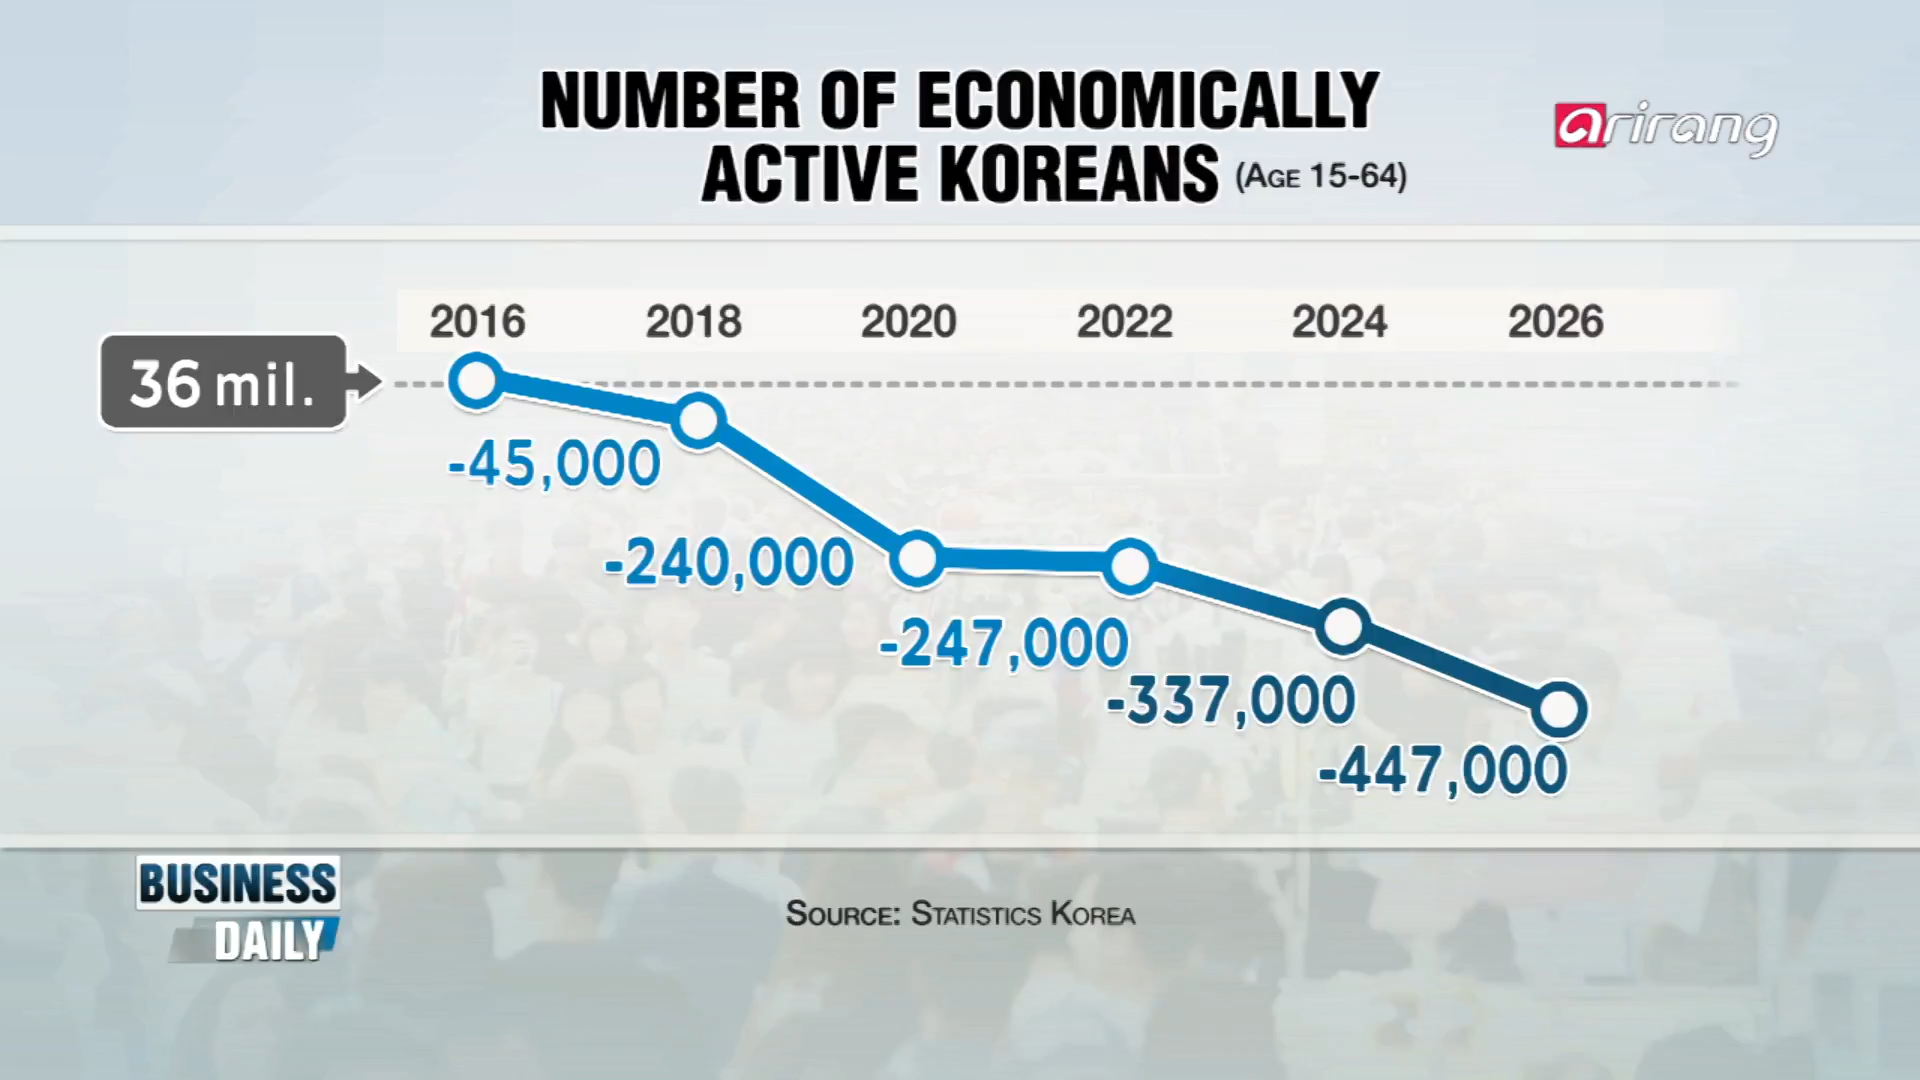 NUMBER OF ECONOMICALLY
ACTIVE KOREANS (AGE 15-64)
arirang
2016 2018 2020 2022 2024 2026
36 mil.
-45,000
-240,000
-247,000
-337,000
-447,000
BUSINESS
DAILY
SOURCE: STATISTICS KOREA